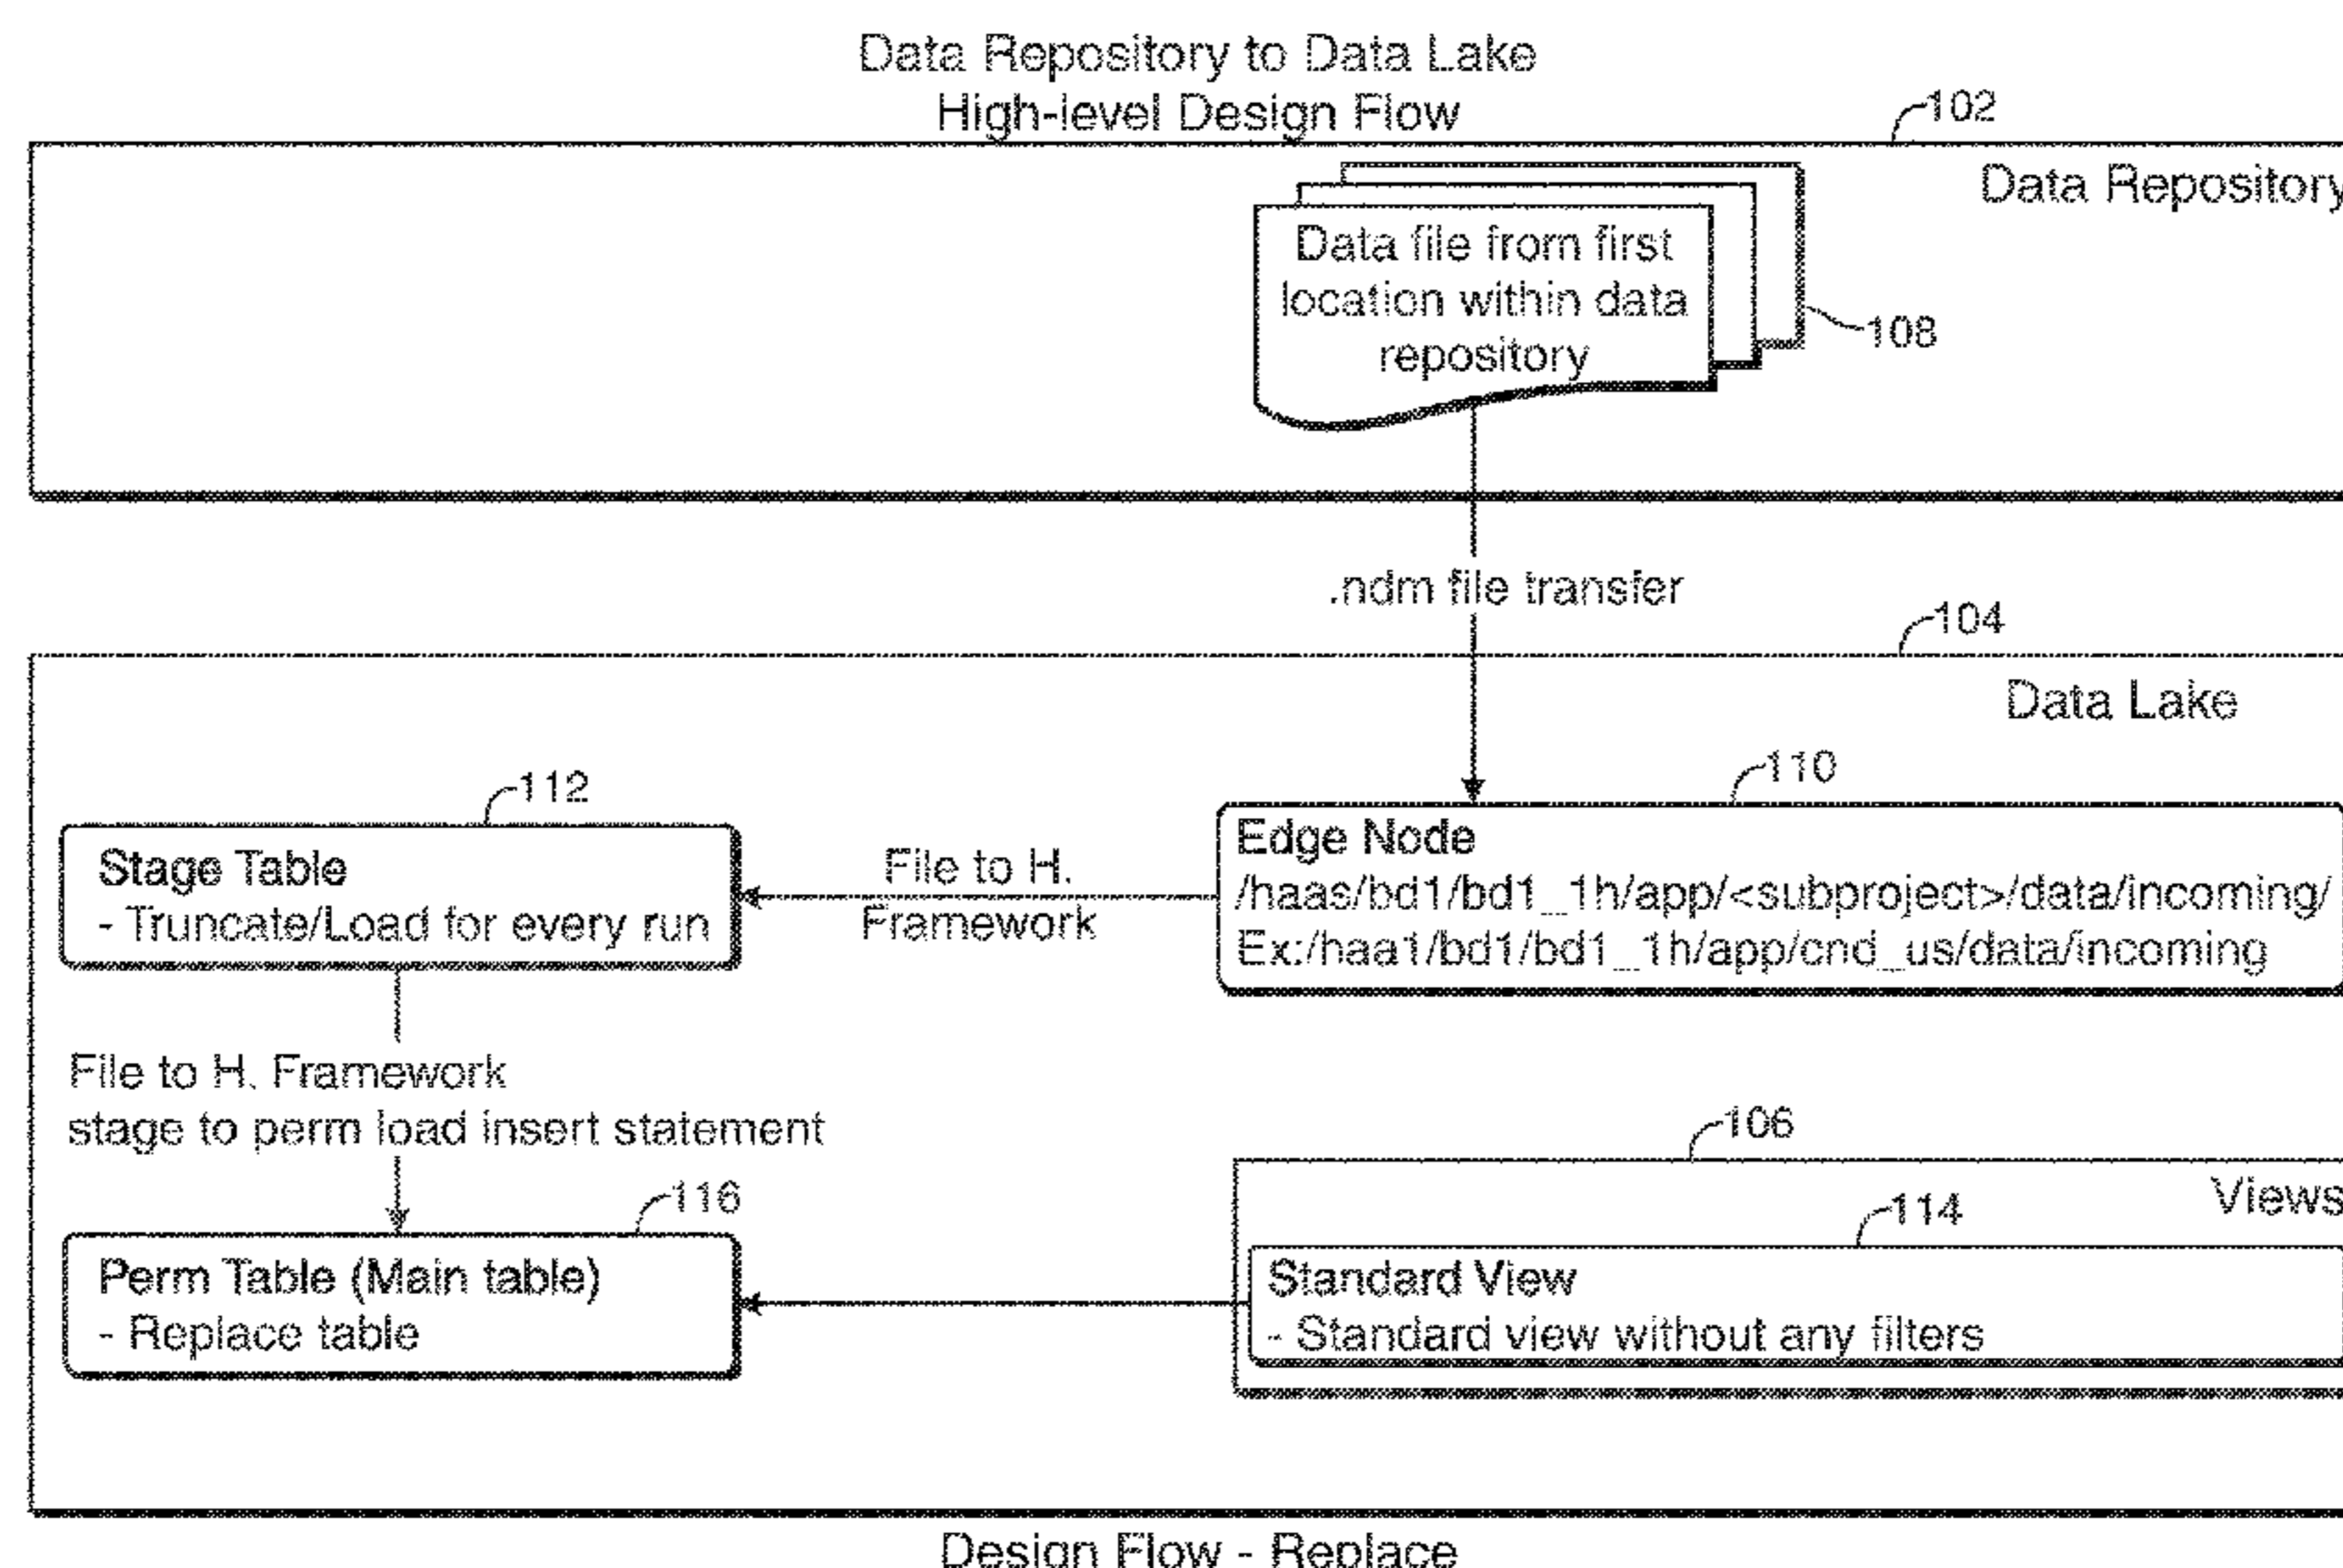 Data Repository to Data Lake
High-level Design Flow
102
Data Repository
Data file from first
location within data
repository
108
.ndm file transfer
104
Data Lake
110
112
Edge Node
/haas/bd1/bd1_1h/app/<subproject>/data/incoming/
Ex:/haa1/bd1/bd1_1h/app/cnd_us/data/incoming
Stage Table
- Truncate/Load for every run
File to H.
Framework
File to H. Framework
stage to perm load insert statement
106
Views
116
114
Perm Table (Main table)
- Replace table
Standard View
- Standard view without any filters
Design Flow - Replace